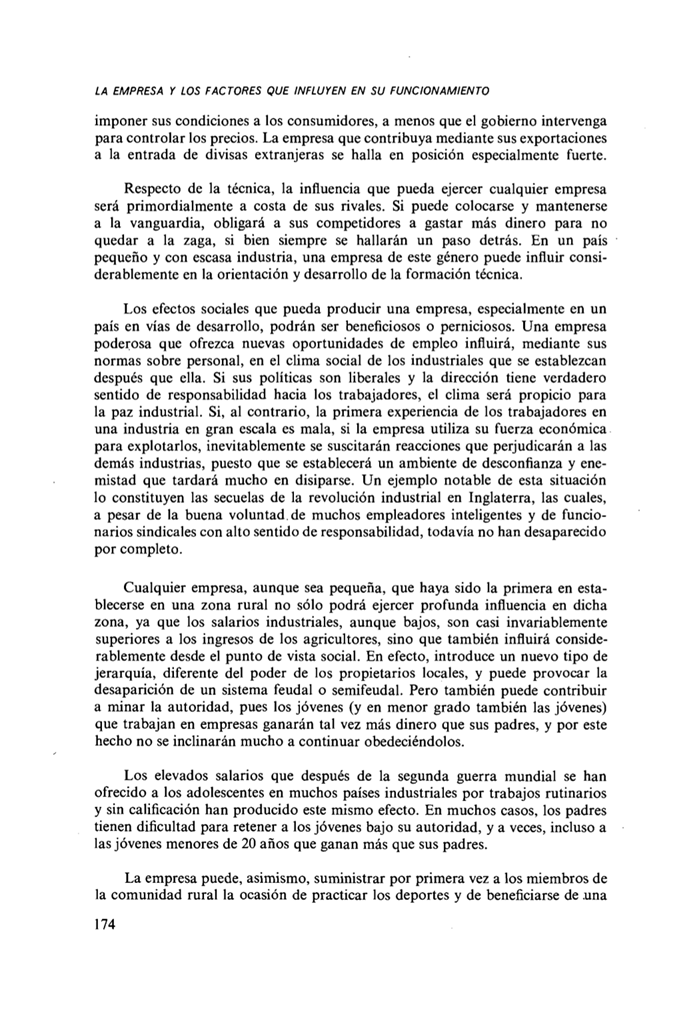 LA EMPRESA Y LOS FACTORES QUE INFLUYEN EN SU FUNCIONAMIENTO
imponer sus condiciones a los consumidores, a menos que el gobierno intervenga
para controlar los precios. La empresa que contribuya mediante sus exportaciones
a la entrada de divisas extranjeras se halla en posición especialmente fuerte.
Respecto de la técnica, la influencia que pueda ejercer cualquier empresa
será primordialmente a costa de sus rivales. Si puede colocarse y mantenerse
a la vanguardia, obligará a sus competidores a gastar más dinero para no
quedar a la zaga, si bien siempre se hallarán un paso detrás. En un país
pequeño y con escasa industria, una empresa de este género puede influir consi-
derablemente en la orientación y desarrollo de la formación técnica.
Los efectos sociales que pueda producir una empresa, especialmente en un
país en vías de desarrollo, podrán ser beneficiosos o perniciosos. Una empresa
poderosa que ofrezca nuevas oportunidades de empleo influirá, mediante sus
normas sobre personal, en el clima social de los industriales que se establezcan
después que ella. Si sus políticas son liberales y la dirección tiene verdadero
sentido de responsabilidad hacia los trabajadores, el clima será propicio para
la paz industrial. Si, al contrario, la primera experiencia de los trabajadores en
una industria en gran escala es mala, si la empresa utiliza su fuerza económica
para explotarlos, inevitablemente se suscitarán reacciones que perjudicarán a las
demás industrias, puesto que se establecerá un ambiente de desconfianza y ene-
mistad que tardará mucho en disiparse. Un ejemplo notable de esta situación
lo constituyen las secuelas de la revolución industrial en Inglaterra, las cuales,
a pesar de la buena voluntad de muchos empleadores inteligentes y de funcio-
narios sindicales con alto sentido de responsabilidad, todavía no han desaparecido
por completo.
Cualquier empresa, aunque sea pequeña, que haya sido la primera en esta-
blecerse en una zona rural no sólo podrá ejercer profunda influencia en dicha
zona, ya que los salarios industriales, aunque bajos, son casi invariablemente
superiores a los ingresos de los agricultores, sino que también influirá conside-
rablemente desde el punto de vista social. En efecto, introduce un nuevo tipo de
jerarquía, diferente del poder de los propietarios locales, y puede provocar la
desaparición de un sistema feudal o semifeudal. Pero también puede contribuir
a minar la autoridad, pues los jóvenes (y en menor grado también las jóvenes)
que trabajan en empresas ganarán tal vez más dinero que sus padres, y por este
hecho no se inclinarán mucho a continuar obedeciéndolos.
Los elevados salarios que después de la segunda guerra mundial se han
ofrecido a los adolescentes en muchos países industriales por trabajos rutinarios
y sin calificación han producido este mismo efecto. En muchos casos, los padres
tienen dificultad para retener a los jóvenes bajo su autoridad, y a veces, incluso a
las jóvenes menores de 20 años que ganan más que sus padres.
La empresa puede, asimismo, suministrar por primera vez a los miembros de
la comunidad rural la ocasión de practicar los deportes y de beneficiarse de una
174